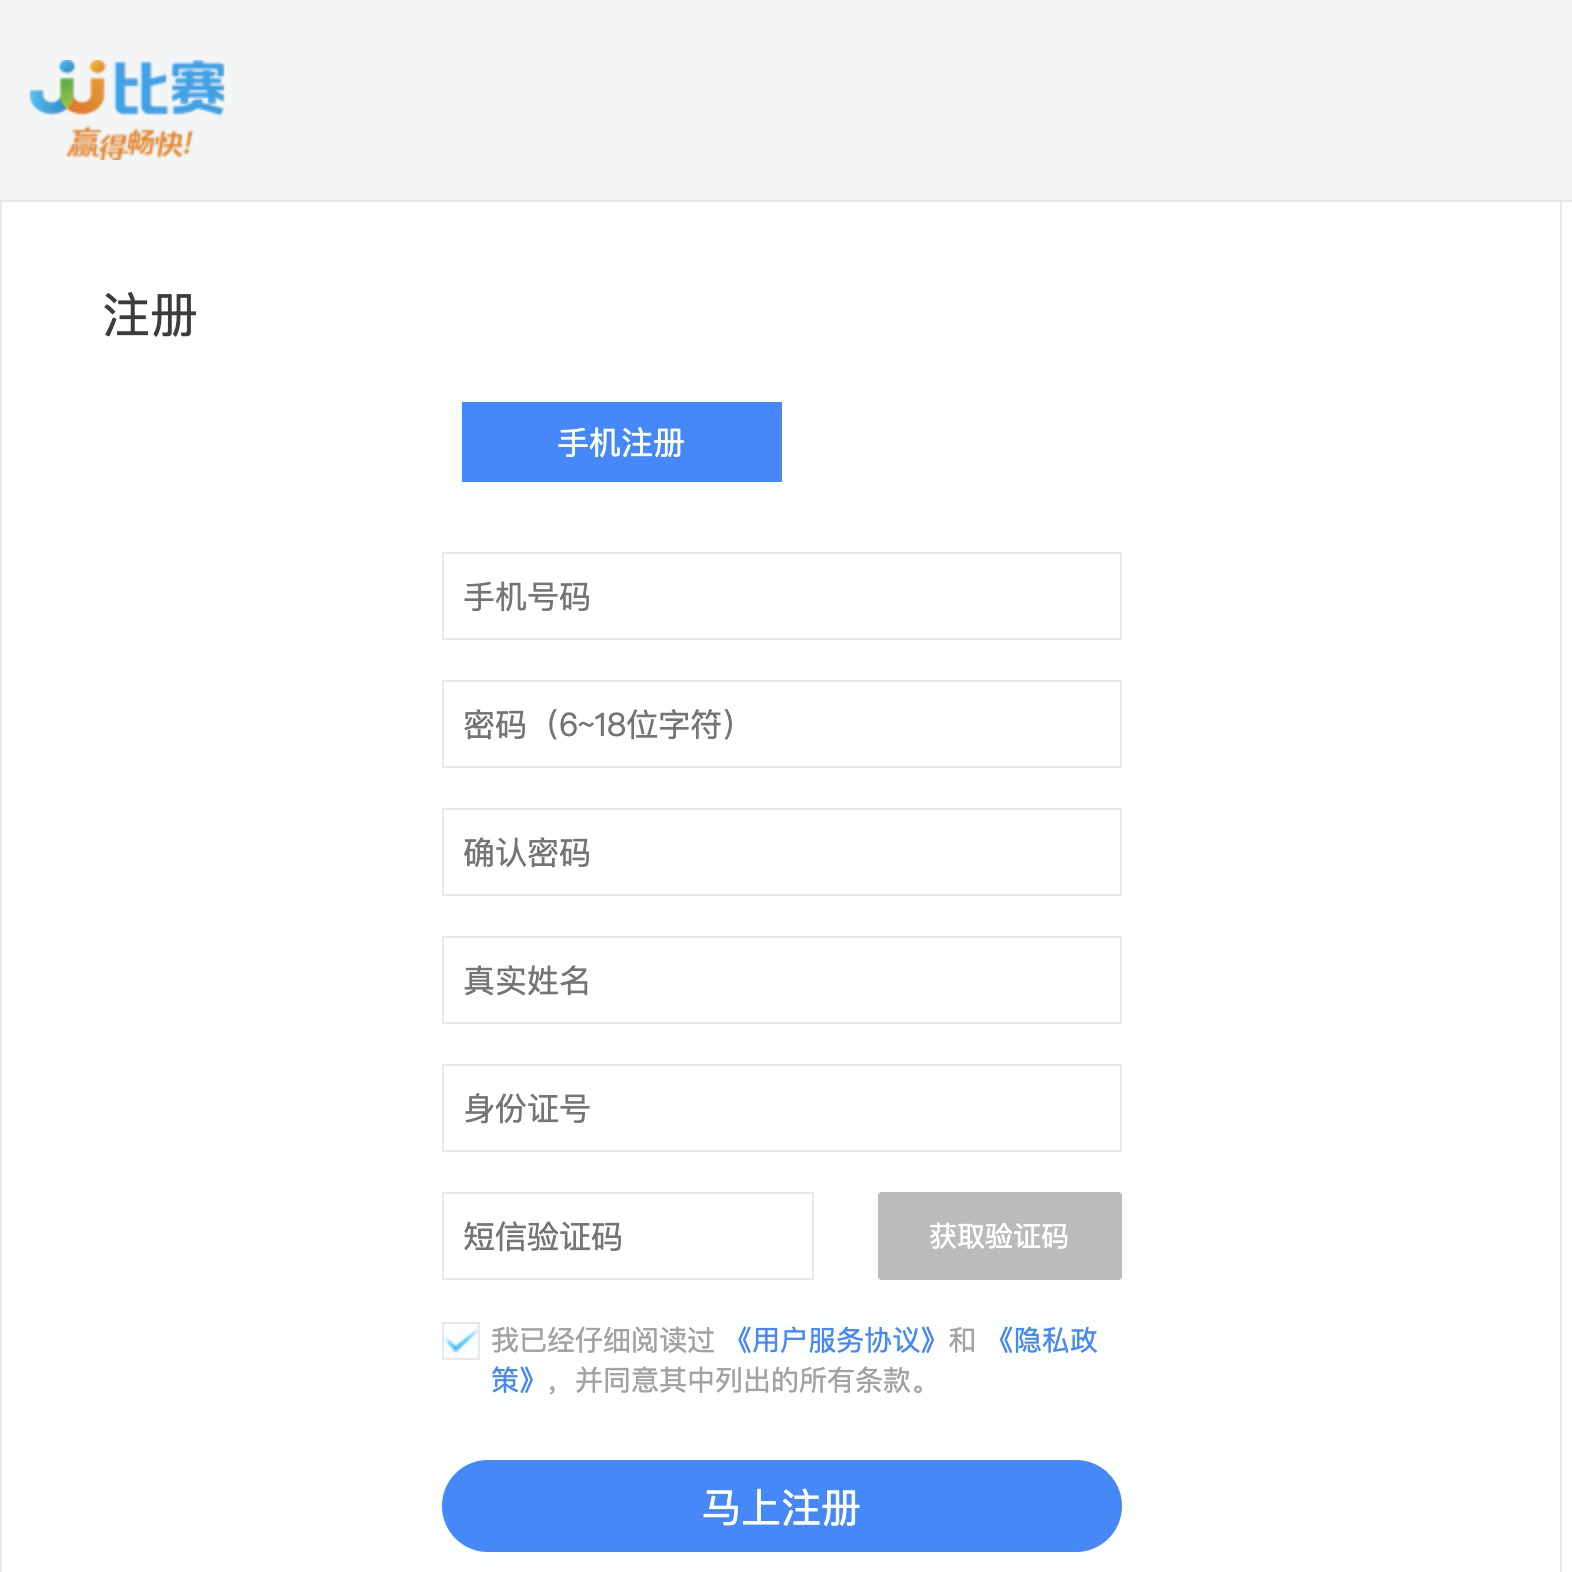 JJ比赛
赢得畅快!
注册
手机注册
手机号码
密码（6~18位字符）
确认密码
真实姓名
身份证号
短信验证码
获取验证码
我已经仔细阅读过 《用户服务协议》和 《隐私政
策》，并同意其中列出的所有条款。
马上注册